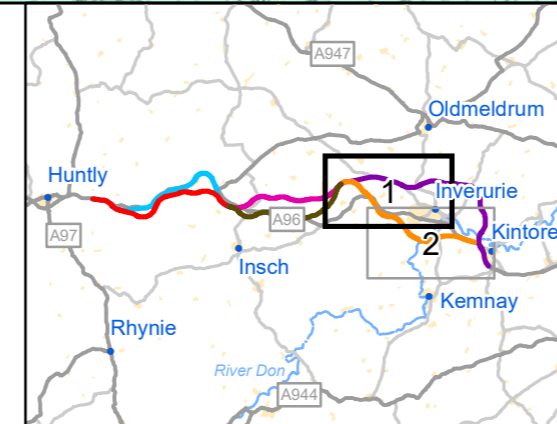 A947
Oldmeldrum
Huntly
1
Inverurie
A96
A97
2
Kintore
Insch
Kemnay
Rhynie
River Don
A944